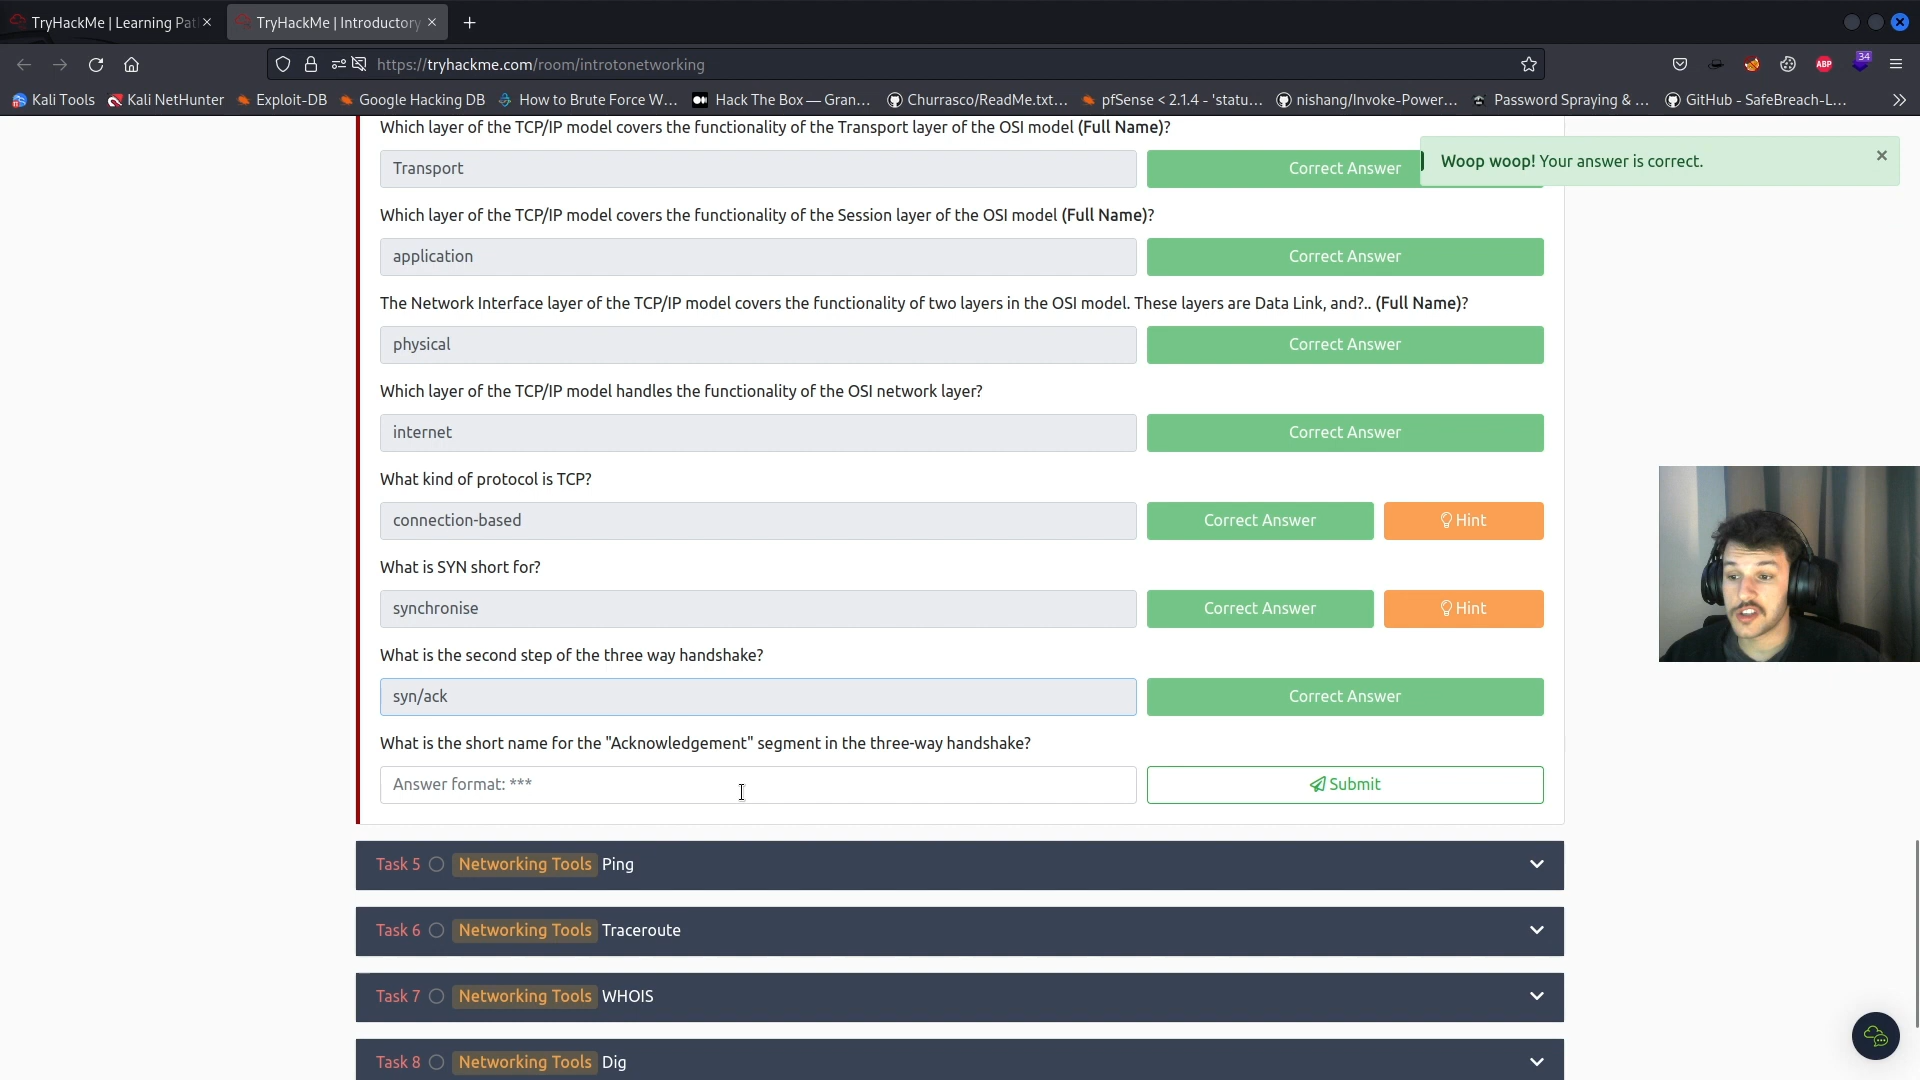 TryHackMe | Learning Pat
TryHackMe | Introductory
https://tryhackme.com/room/introtonetworking
ABP
34
Kali Tools
Kali NetHunter
Exploit-DB
Google Hacking DB
How to Brute Force W...
Hack The Box — Gran...
Churrasco/ReadMe.txt...
pfSense < 2.1.4 - 'statu...
nishang/Invoke-Power...
Password Spraying & ...
GitHub - SafeBreach-L...
Which layer of the TCP/IP model covers the functionality of the Transport layer of the OSI model (Full Name)?
Transport
Correct Answer
Woop woop! Your answer is correct.
Which layer of the TCP/IP model covers the functionality of the Session layer of the OSI model (Full Name)?
application
Correct Answer
The Network Interface layer of the TCP/IP model covers the functionality of two layers in the OSI model. These layers are Data Link, and?.. (Full Name)?
physical
Correct Answer
Which layer of the TCP/IP model handles the functionality of the OSI network layer?
internet
Correct Answer
What kind of protocol is TCP?
connection-based
Correct Answer
Hint
What is SYN short for?
synchronise
Correct Answer
Hint
What is the second step of the three way handshake?
syn/ack
Correct Answer
What is the short name for the "Acknowledgement" segment in the three-way handshake?
Answer format: ***
Submit
Task 5 Networking Tools Ping
Task 6 Networking Tools Traceroute
Task 7 Networking Tools WHOIS
Task 8 Networking Tools Dig